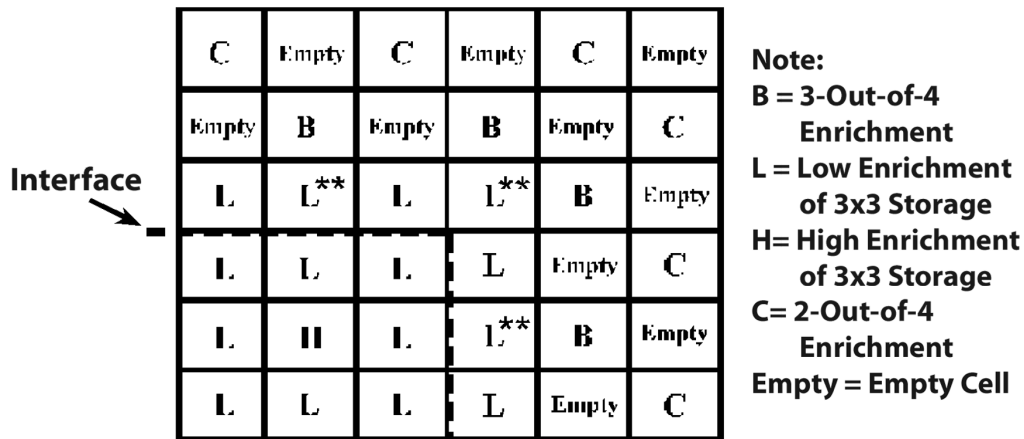 C Empty C Empty C Empty
Empty B Empty B Empty C
L L** L L** B Empty
L L L L Empty C
L H L L** B Empty
L L L L Empty C
Interface
Note:
B = 3-Out-of-4
Enrichment
L = Low Enrichment
of 3x3 Storage
H= High Enrichment
of 3x3 Storage
C= 2-Out-of-4
Enrichment
Empty = Empty Cell